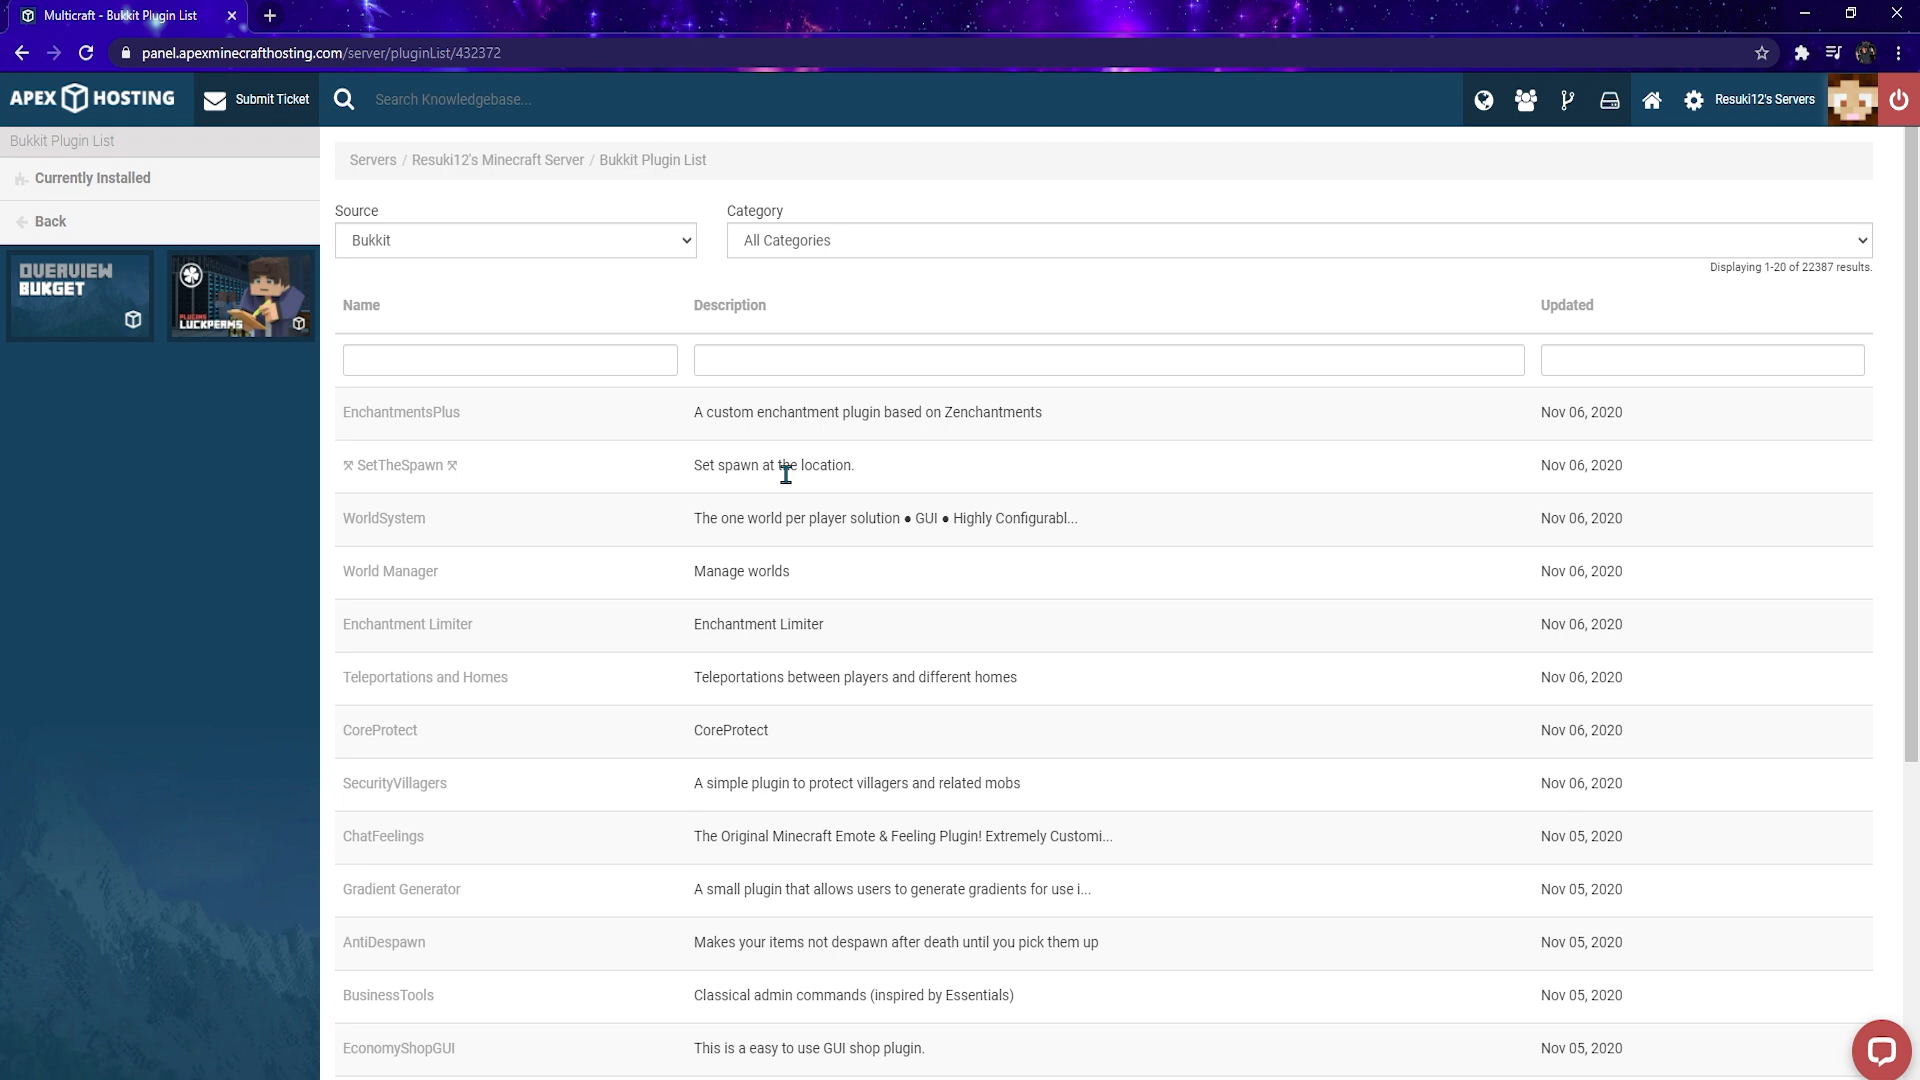 Multicraft - Bukkit Plugin List
panel.apexminecrafthosting.com/server/pluginList/432372
APEX HOSTING
Submit Ticket
Search Knowledgebase...
Resuki12's Servers
Bukkit Plugin List
Currently Installed
Back
OVERVIEW
BUKGET
PLUGINS
LUCKPERMS
Servers / Resuki12's Minecraft Server / Bukkit Plugin List
Source
Category
Bukkit
All Categories
Displaying 1-20 of 22387 results.
Name Description Updated
EnchantmentsPlus A custom enchantment plugin based on Zenchantments Nov 06, 2020
⚒ SetTheSpawn ⚒ Set spawn at the location. Nov 06, 2020
WorldSystem The one world per player solution ● GUI ● Highly Configurabl... Nov 06, 2020
World Manager Manage worlds Nov 06, 2020
Enchantment Limiter Enchantment Limiter Nov 06, 2020
Teleportations and Homes Teleportations between players and different homes Nov 06, 2020
CoreProtect CoreProtect Nov 06, 2020
SecurityVillagers A simple plugin to protect villagers and related mobs Nov 06, 2020
ChatFeelings The Original Minecraft Emote & Feeling Plugin! Extremely Customi... Nov 05, 2020
Gradient Generator A small plugin that allows users to generate gradients for use i... Nov 05, 2020
AntiDespawn Makes your items not despawn after death until you pick them up Nov 05, 2020
BusinessTools Classical admin commands (inspired by Essentials) Nov 05, 2020
EconomyShopGUI This is a easy to use GUI shop plugin. Nov 05, 2020